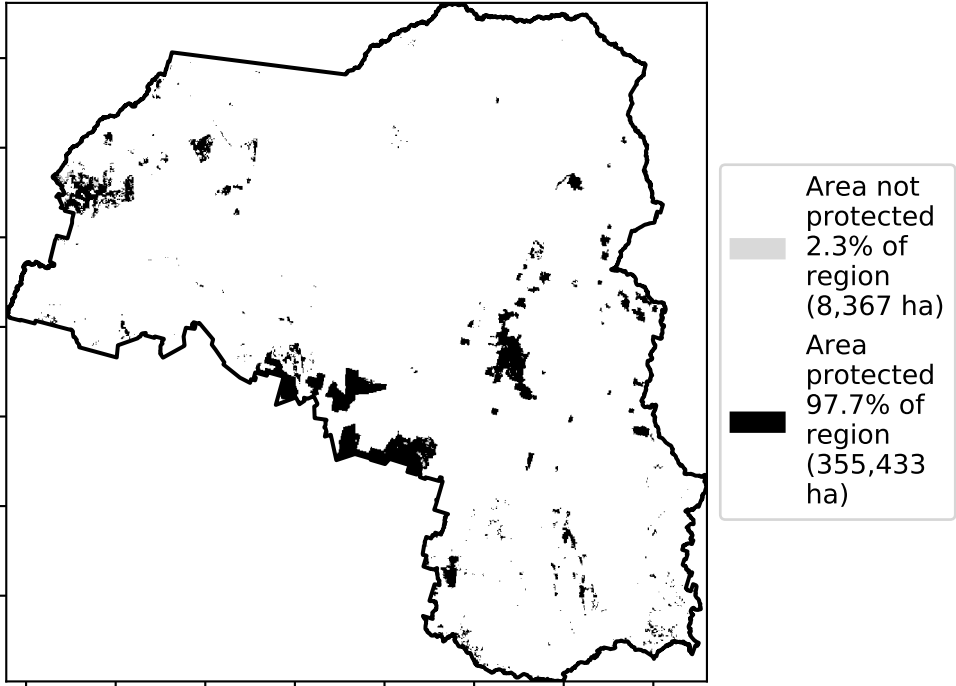 Area not
protected
2.3% of
region
(8,367 ha)
Area
protected
97.7% of
region
(355,433
ha)